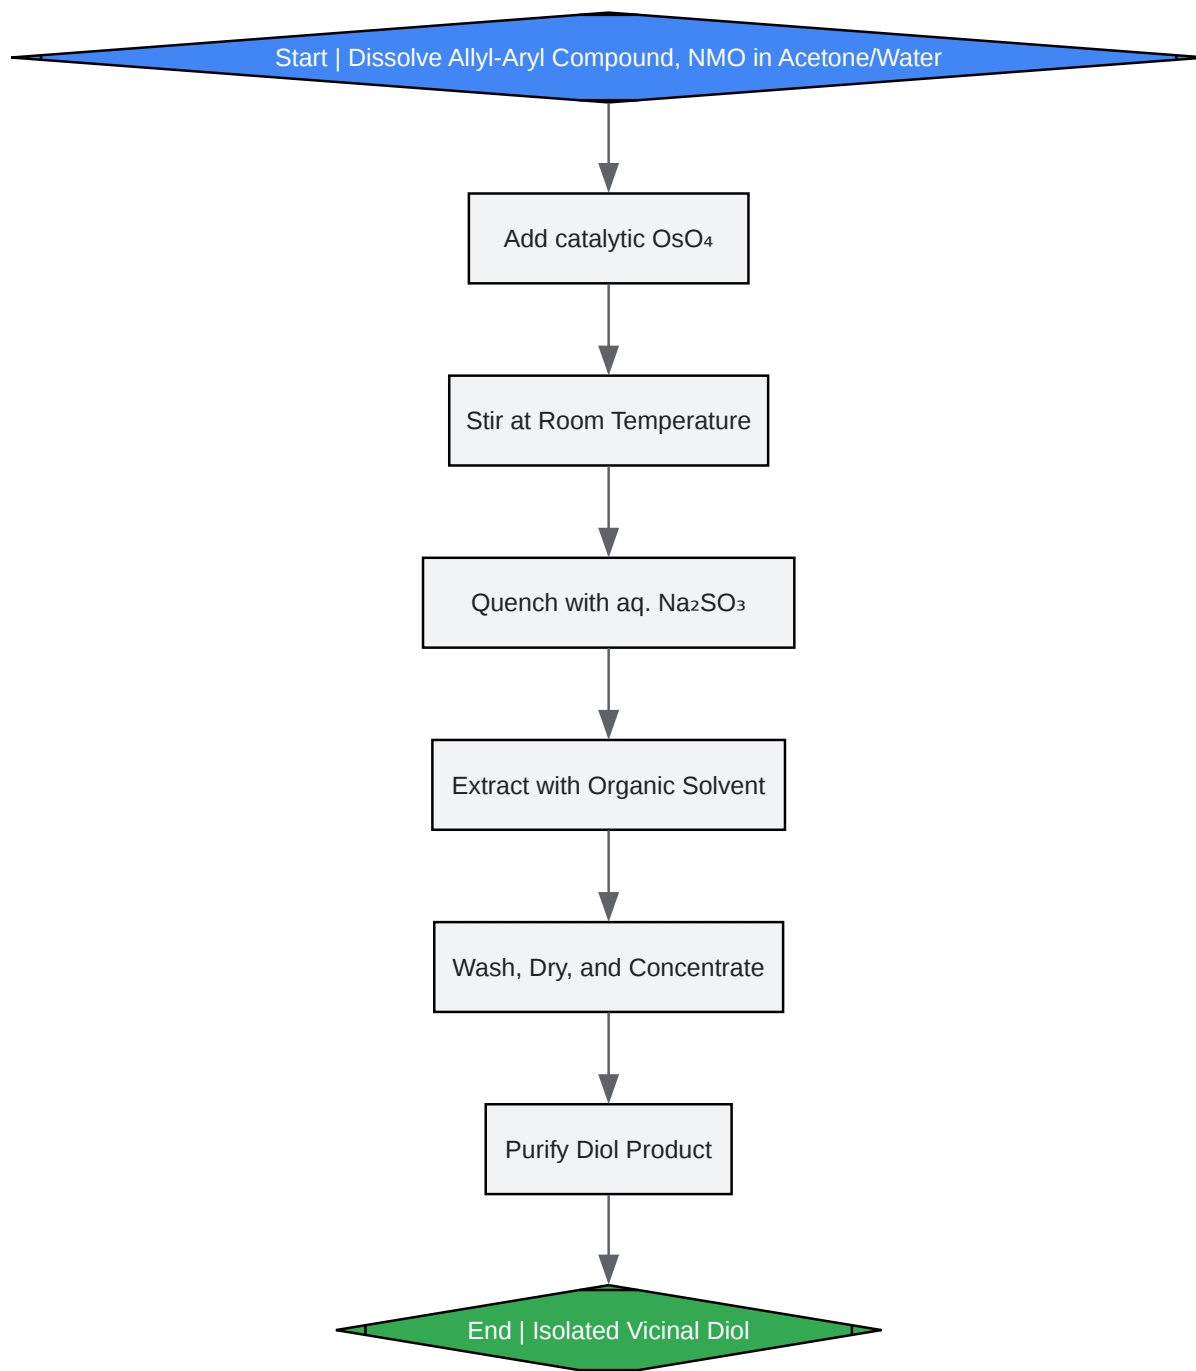 Start | Dissolve Allyl-Aryl Compound, NMO in Acetone/Water
Add catalytic OsO₄
Stir at Room Temperature
Quench with aq. Na₂SO₃
Extract with Organic Solvent
Wash, Dry, and Concentrate
Purify Diol Product
End | Isolated Vicinal Diol